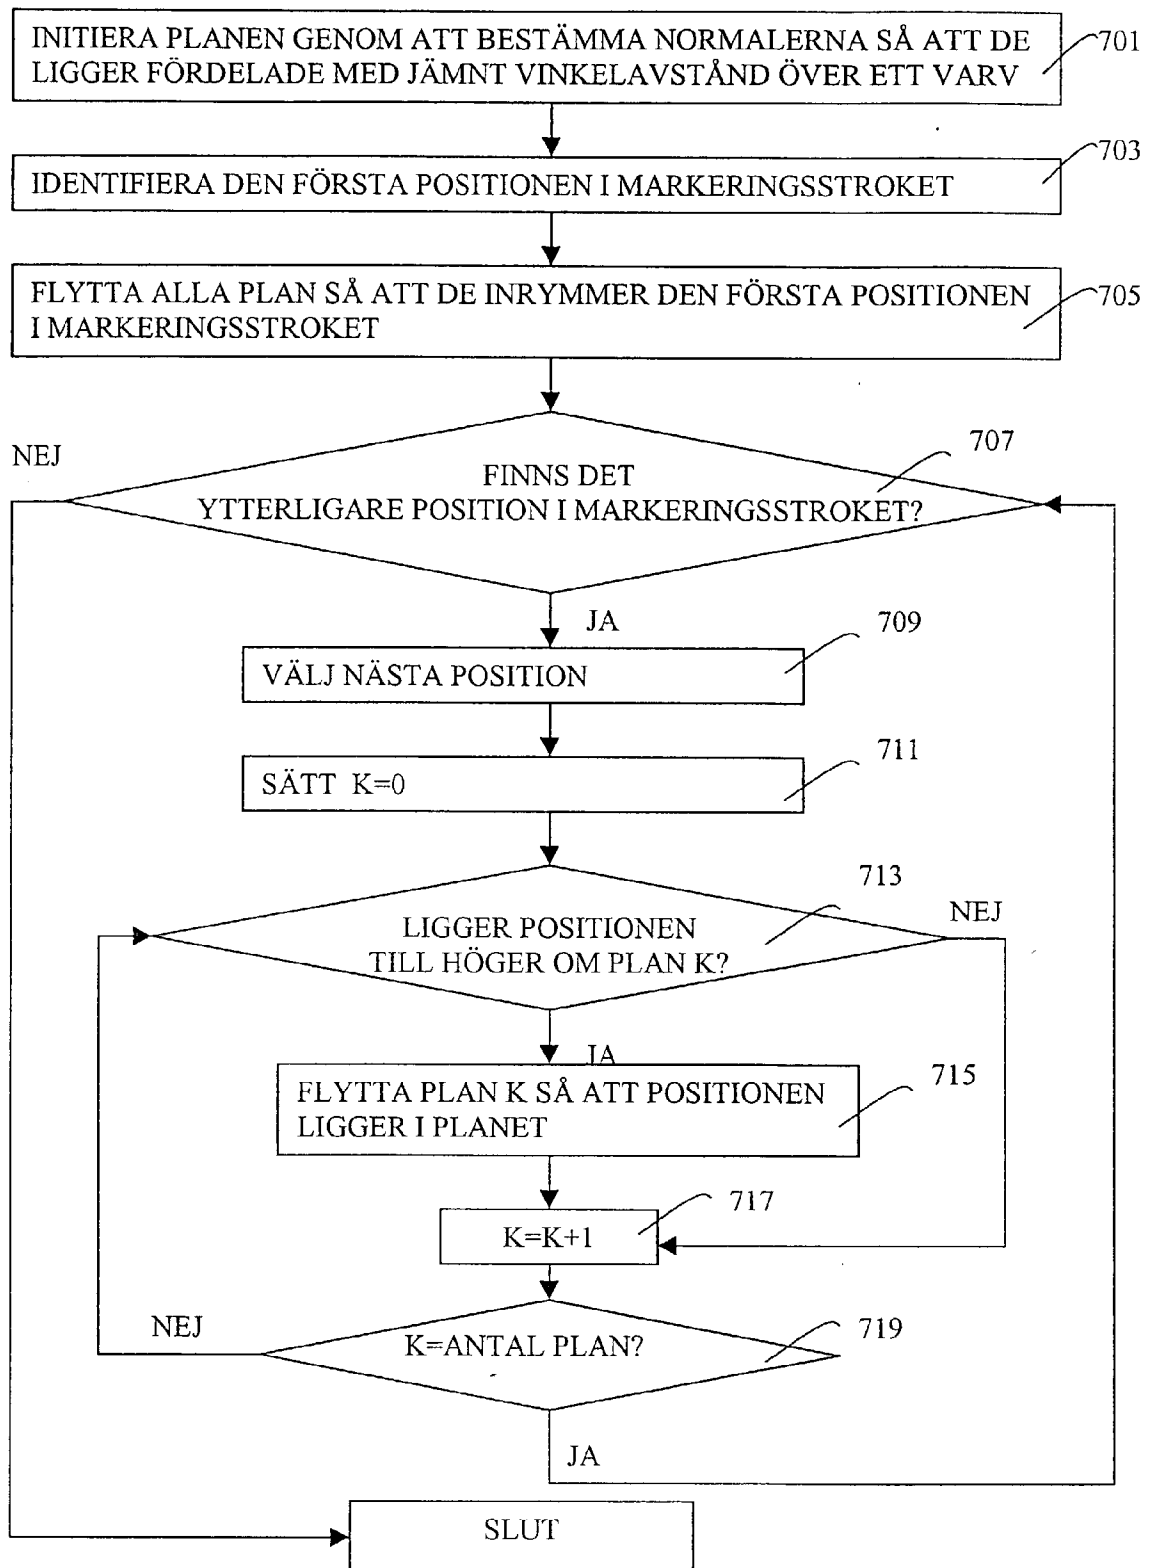 INITIERA PLANEN GENOM ATT BESTÄMMA NORMALERNA SÅ ATT DE
LIGGER FÖRDELADE MED JÄMNT VINKELAVSTÅND ÖVER ETT VARV
701
703
IDENTIFIERA DEN FÖRSTA POSITIONEN I MARKERINGSSTROKET
FLYTTA ALLA PLAN SÅ ATT DE INRYMMER DEN FÖRSTA POSITIONEN
I MARKERINGSSTROKET
705
NEJ
707
FINNS DET
YTTERLIGARE POSITION I MARKERINGSSTROKET?
JA
709
VÄLJ NÄSTA POSITION
711
SÄTT K=0
713
NEJ
LIGGER POSITIONEN
TILL HÖGER OM PLAN K?
JA
715
FLYTTA PLAN K SÅ ATT POSITIONEN
LIGGER I PLANET
717
K=K+1
NEJ
719
K=ANTAL PLAN?
JA
SLUT